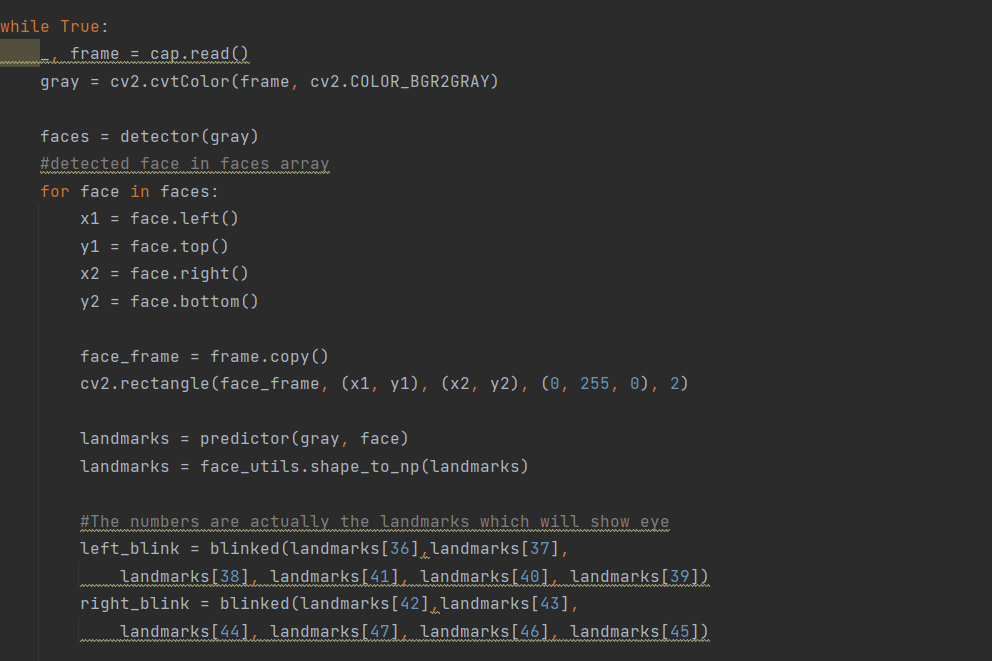 while True:
    _, frame = cap.read()
    gray = cv2.cvtColor(frame, cv2.COLOR_BGR2GRAY)

    faces = detector(gray)
    #detected face in faces array
    for face in faces:
        x1 = face.left()
        y1 = face.top()
        x2 = face.right()
        y2 = face.bottom()

        face_frame = frame.copy()
        cv2.rectangle(face_frame, (x1, y1), (x2, y2), (0, 255, 0), 2)

        landmarks = predictor(gray, face)
        landmarks = face_utils.shape_to_np(landmarks)

        #The numbers are actually the landmarks which will show eye
        left_blink = blinked(landmarks[36],landmarks[37],
            landmarks[38], landmarks[41], landmarks[40], landmarks[39])
        right_blink = blinked(landmarks[42],landmarks[43],
            landmarks[44], landmarks[47], landmarks[46], landmarks[45])